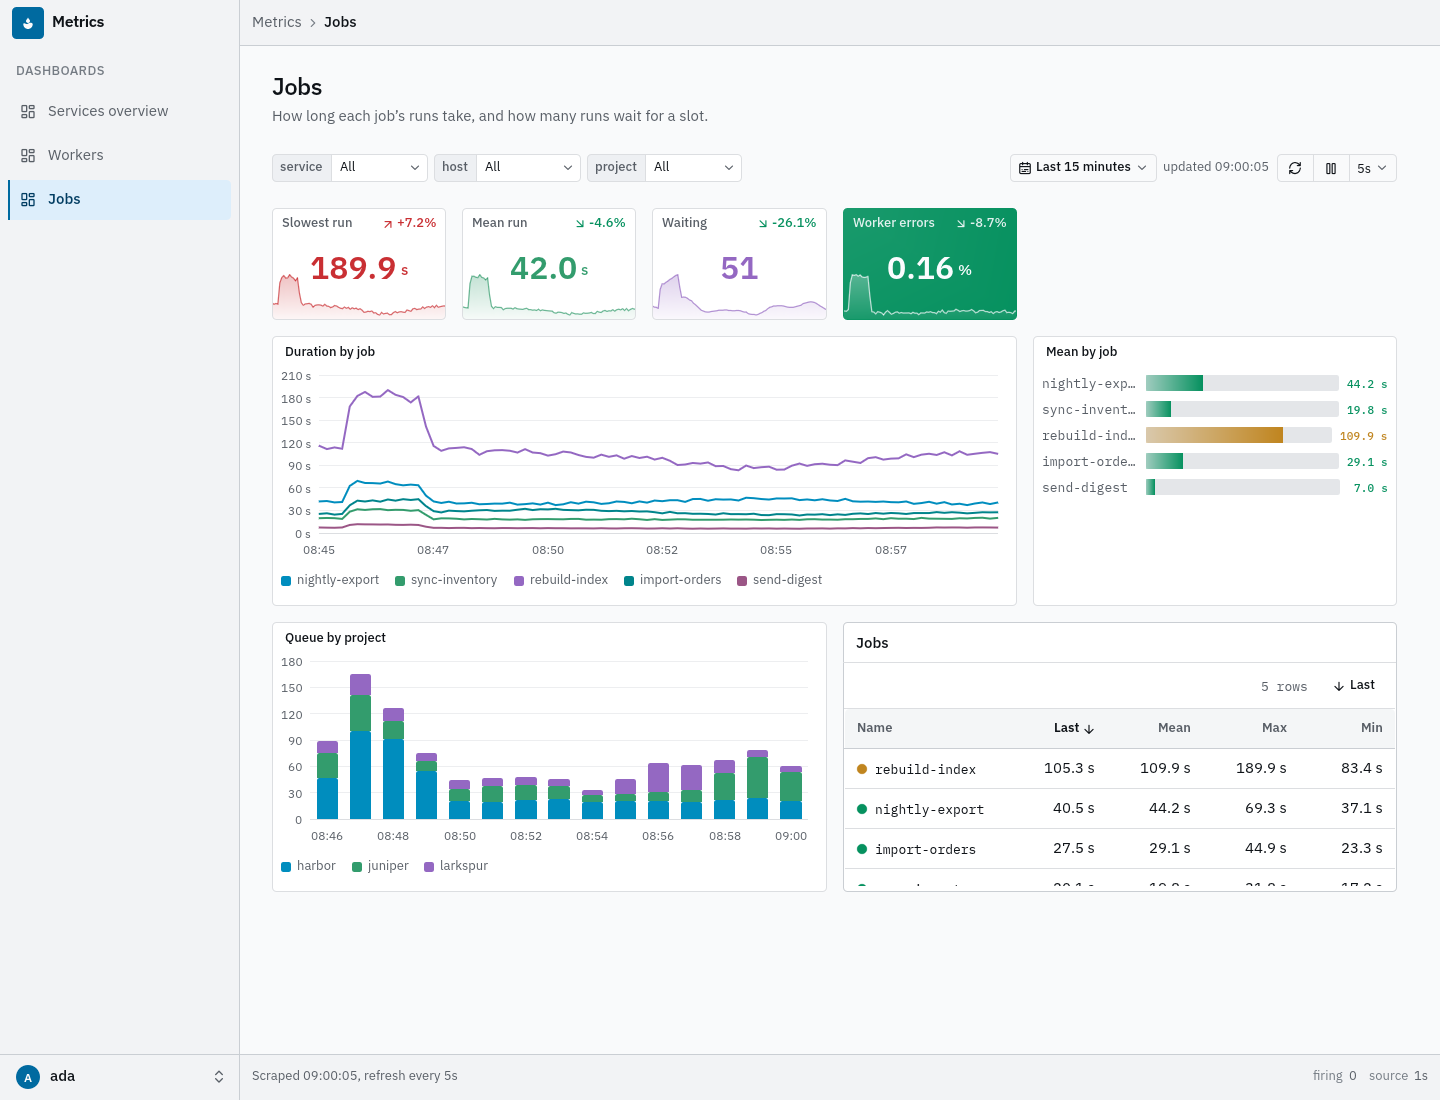 Metrics
DASHBOARDS
Services overview
Workers
Jobs
A
ada
Metrics > Jobs
Jobs
How long each job’s runs take, and how many runs wait for a slot.
service All host All project All
Last 15 minutes updated 09:00:05 5s
Slowest run +7.2%
189.9 s
Mean run -4.6%
42.0 s
Waiting -26.1%
51
Worker errors -8.7%
0.16 %
Duration by job
210 s
180 s
150 s
120 s
90 s
60 s
30 s
0 s
08:45 08:47 08:50 08:52 08:55 08:57
nightly-export sync-inventory rebuild-index import-orders send-digest
Mean by job
nightly-exp… 44.2 s
sync-invent… 19.8 s
rebuild-ind… 109.9 s
import-orde… 29.1 s
send-digest 7.0 s
Queue by project
180
150
120
90
60
30
0
08:46 08:48 08:50 08:52 08:54 08:56 08:58 09:00
harbor juniper larkspur
Jobs
5 rows Last
Name Last Mean Max Min
rebuild-index 105.3 s 109.9 s 189.9 s 83.4 s
nightly-export 40.5 s 44.2 s 69.3 s 37.1 s
import-orders 27.5 s 29.1 s 44.9 s 23.3 s
Scraped 09:00:05, refresh every 5s
firing 0 source 1s